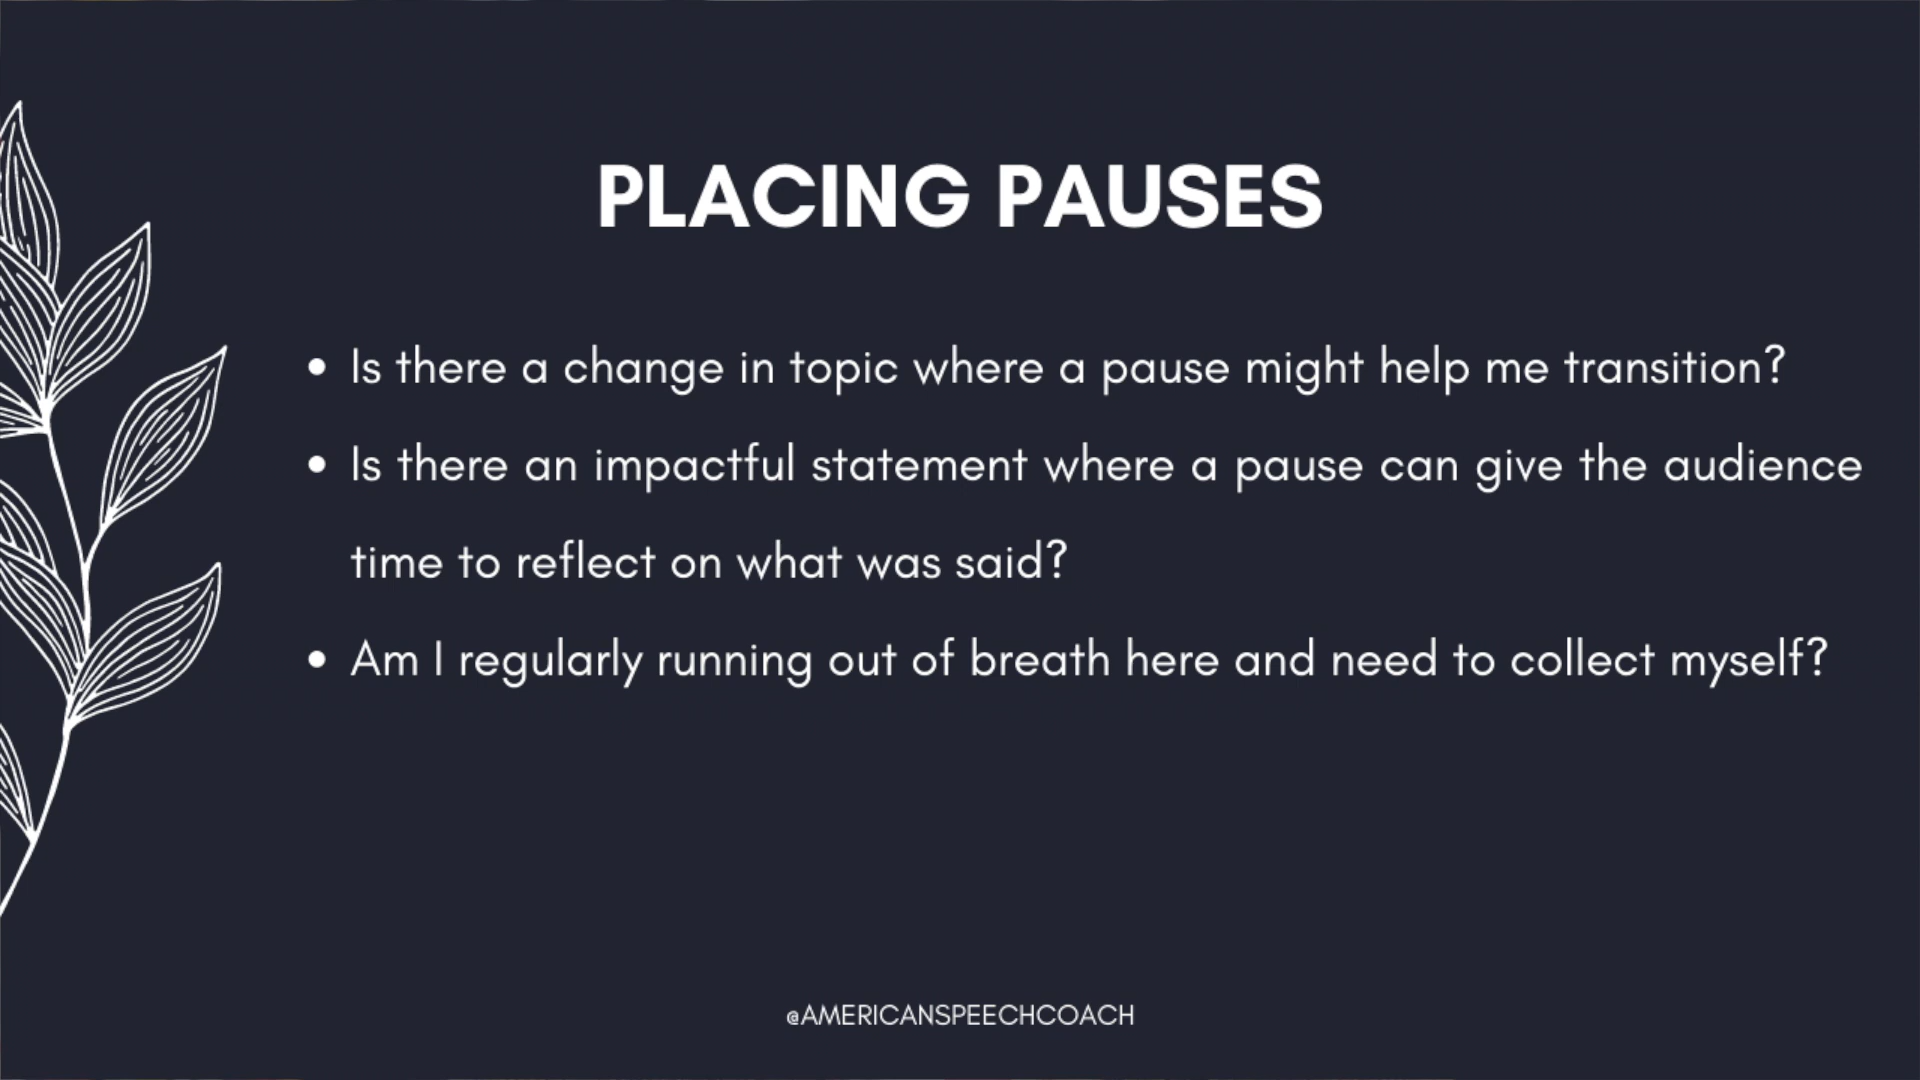 PLACING PAUSES
• Is there a change in topic where a pause might help me transition?
• Is there an impactful statement where a pause can give the audience
time to reflect on what was said?
• Am I regularly running out of breath here and need to collect myself?
@AMERICANSPEECHCOACH